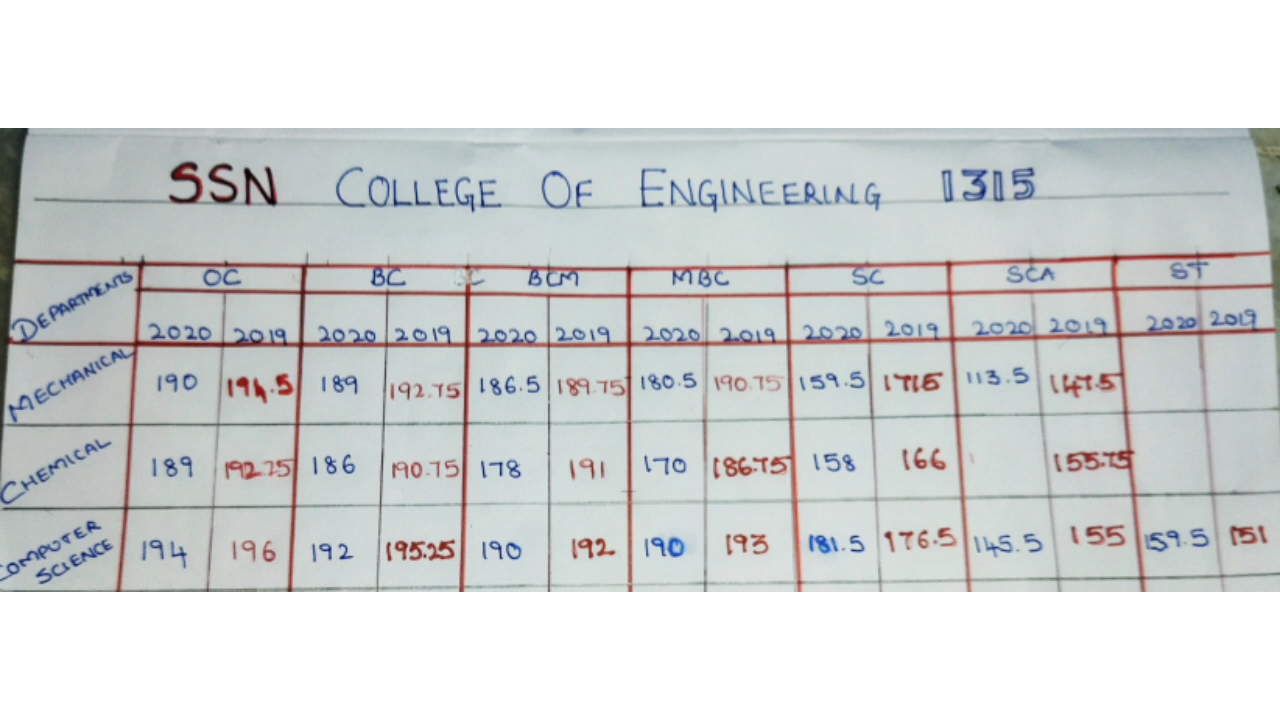 SSN COLLEGE OF ENGINEERING 1315
DEPARTMENTS OC BC BCM MBC SC SCA ST
2020 2019 2020 2019 2020 2019 2020 2019 2020 2019 2020 2019 2020 2019
MECHANICAL 190 194.5 189 192.75 186.5 189.75 180.5 190.75 159.5 171.5 113.5 147.5
CHEMICAL 189 192.75 186 190.75 178 191 170 186.75 158 166 155.75
COMPUTER SCIENCE 194 196 192 195.25 190 192 190 193 181.5 176.5 145.5 155 159.5 151